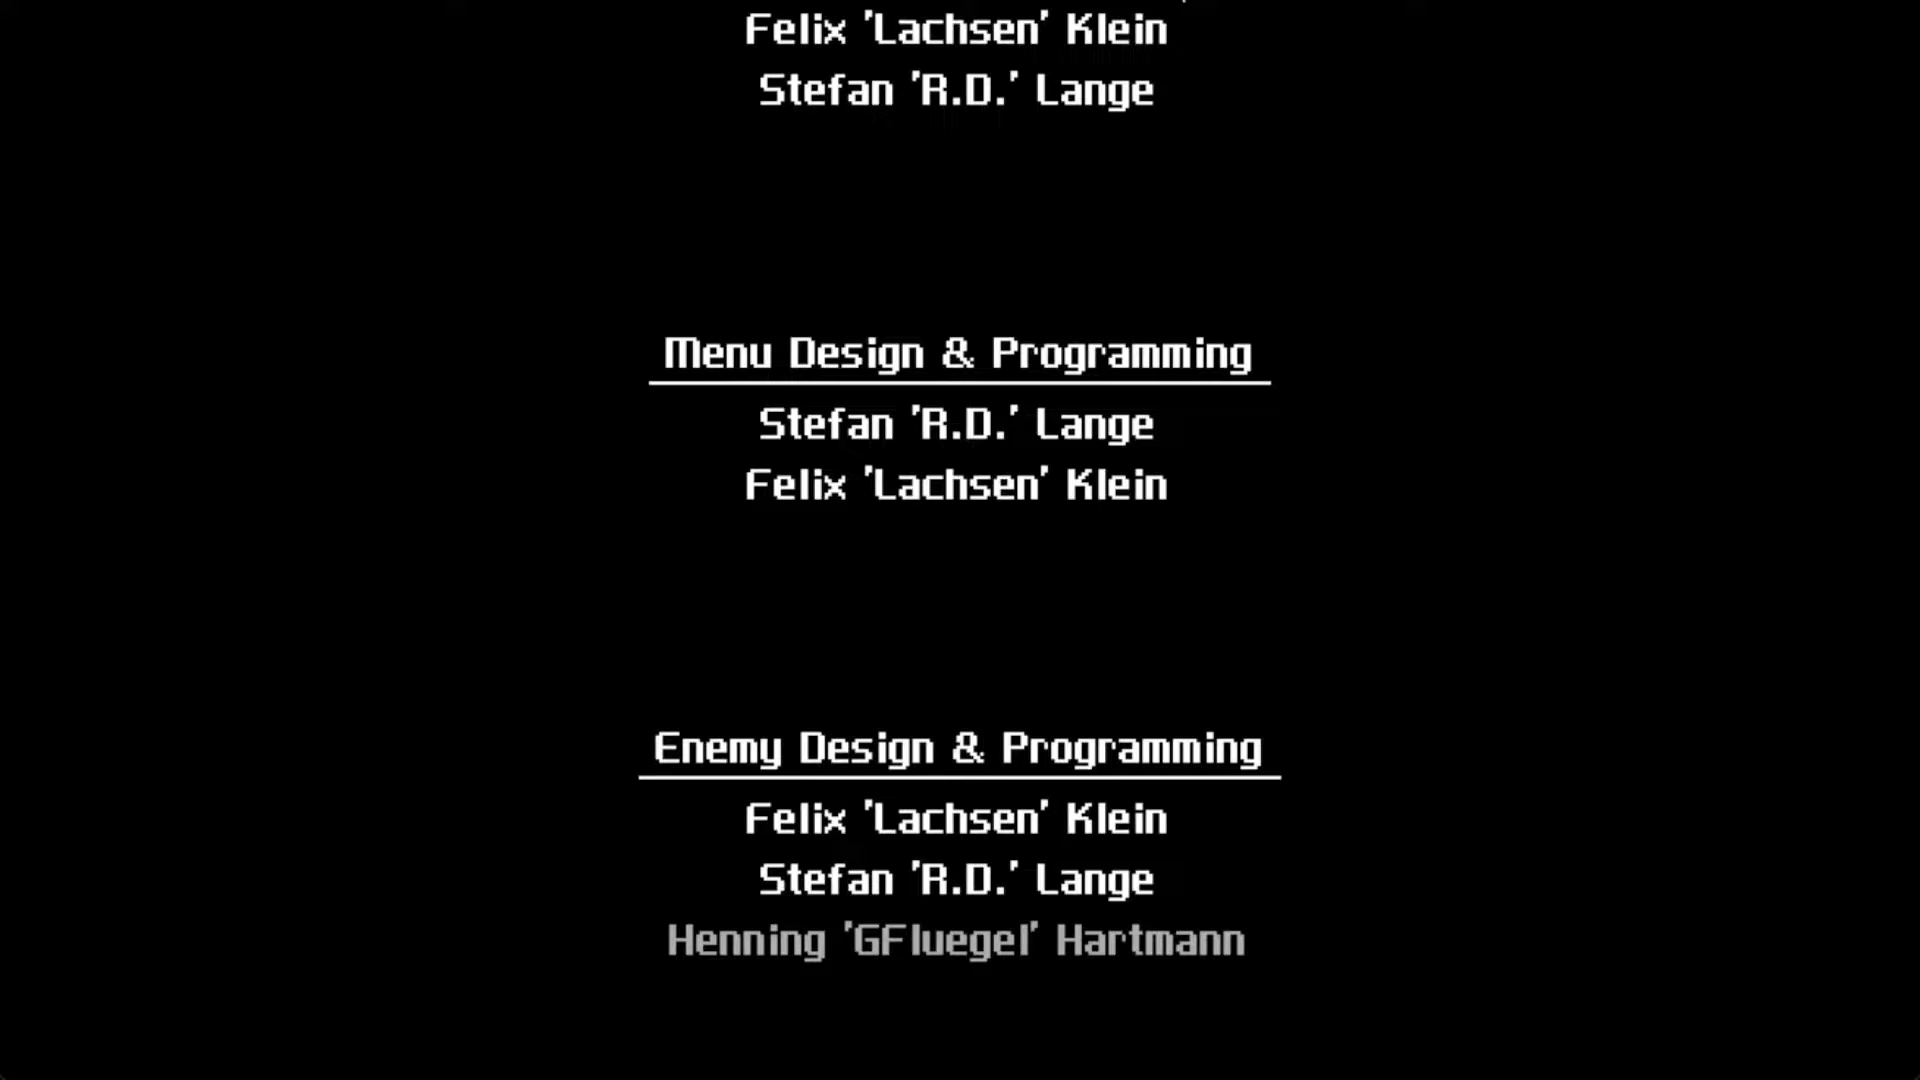 Felix 'Lachsen' Klein
Stefan 'R.D.' Lange
Menu Design & Programming
Stefan 'R.D.' Lange
Felix 'Lachsen' Klein
Enemy Design & Programming
Felix 'Lachsen' Klein
Stefan 'R.D.' Lange
Henning 'GFluegel' Hartmann